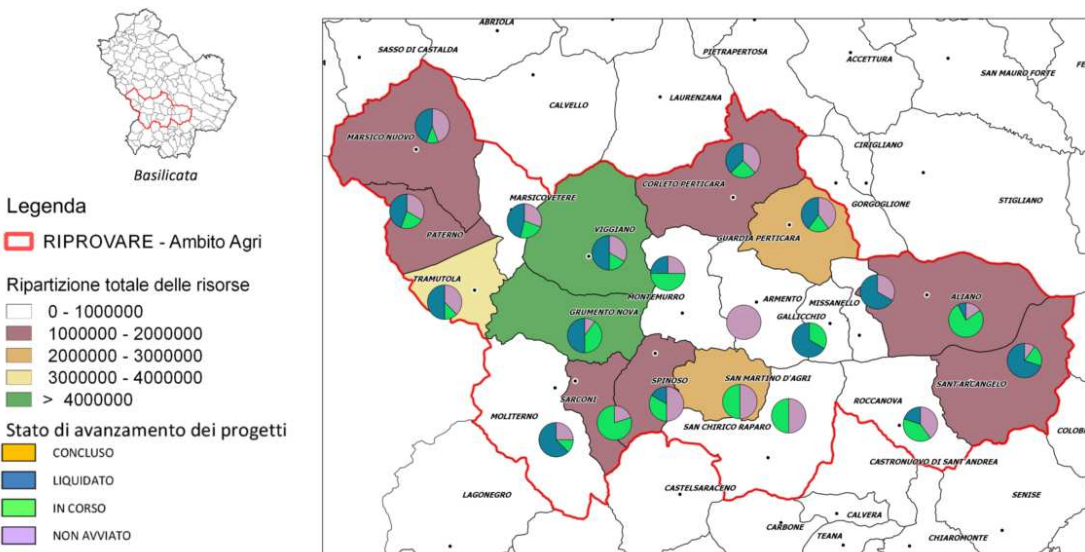 Basilicata
Legenda
RIPROVARE - Ambito Agri
Ripartizione totale delle risorse
0 - 1000000
1000000 - 2000000
2000000 - 3000000
3000000 - 4000000
> 4000000
Stato di avanzamento dei progetti
CONCLUSO
LIQUIDATO
IN CORSO
NON AVVIATO
ABRIOLA
SASSO DI CASTALDA
PIETRAPERTOSA
ACCETTURA
SAN MAURO FORTE
CALVELLO
LAURENZANA
MARSICO NUOVO
CIRIGLIANO
CORLETO PERTICARA
MARSICOVETERE
GORGOGLIONE
STIGLIANO
VIGGIANO
PATERNO
GUARDIA PERTICARA
TRAMUTOLA
MONTEMURRO
ARMENTO
MISSANELLO
ALIANO
GRUMENTO NOVA
GALLICCHIO
SPINOSO
SAN MARTINO D'AGRI
SANT'ARCANGELO
SARCONI
ROCCANOVA
MOLITERNO
SAN CHIRICO RAPARO
COLOBR
CASTRONUOVO DI SANT'ANDREA
LAGONEGRO
CASTELSARACENO
SENISE
CALVERA
CARBONE
TEANA
CHIAROMONTE